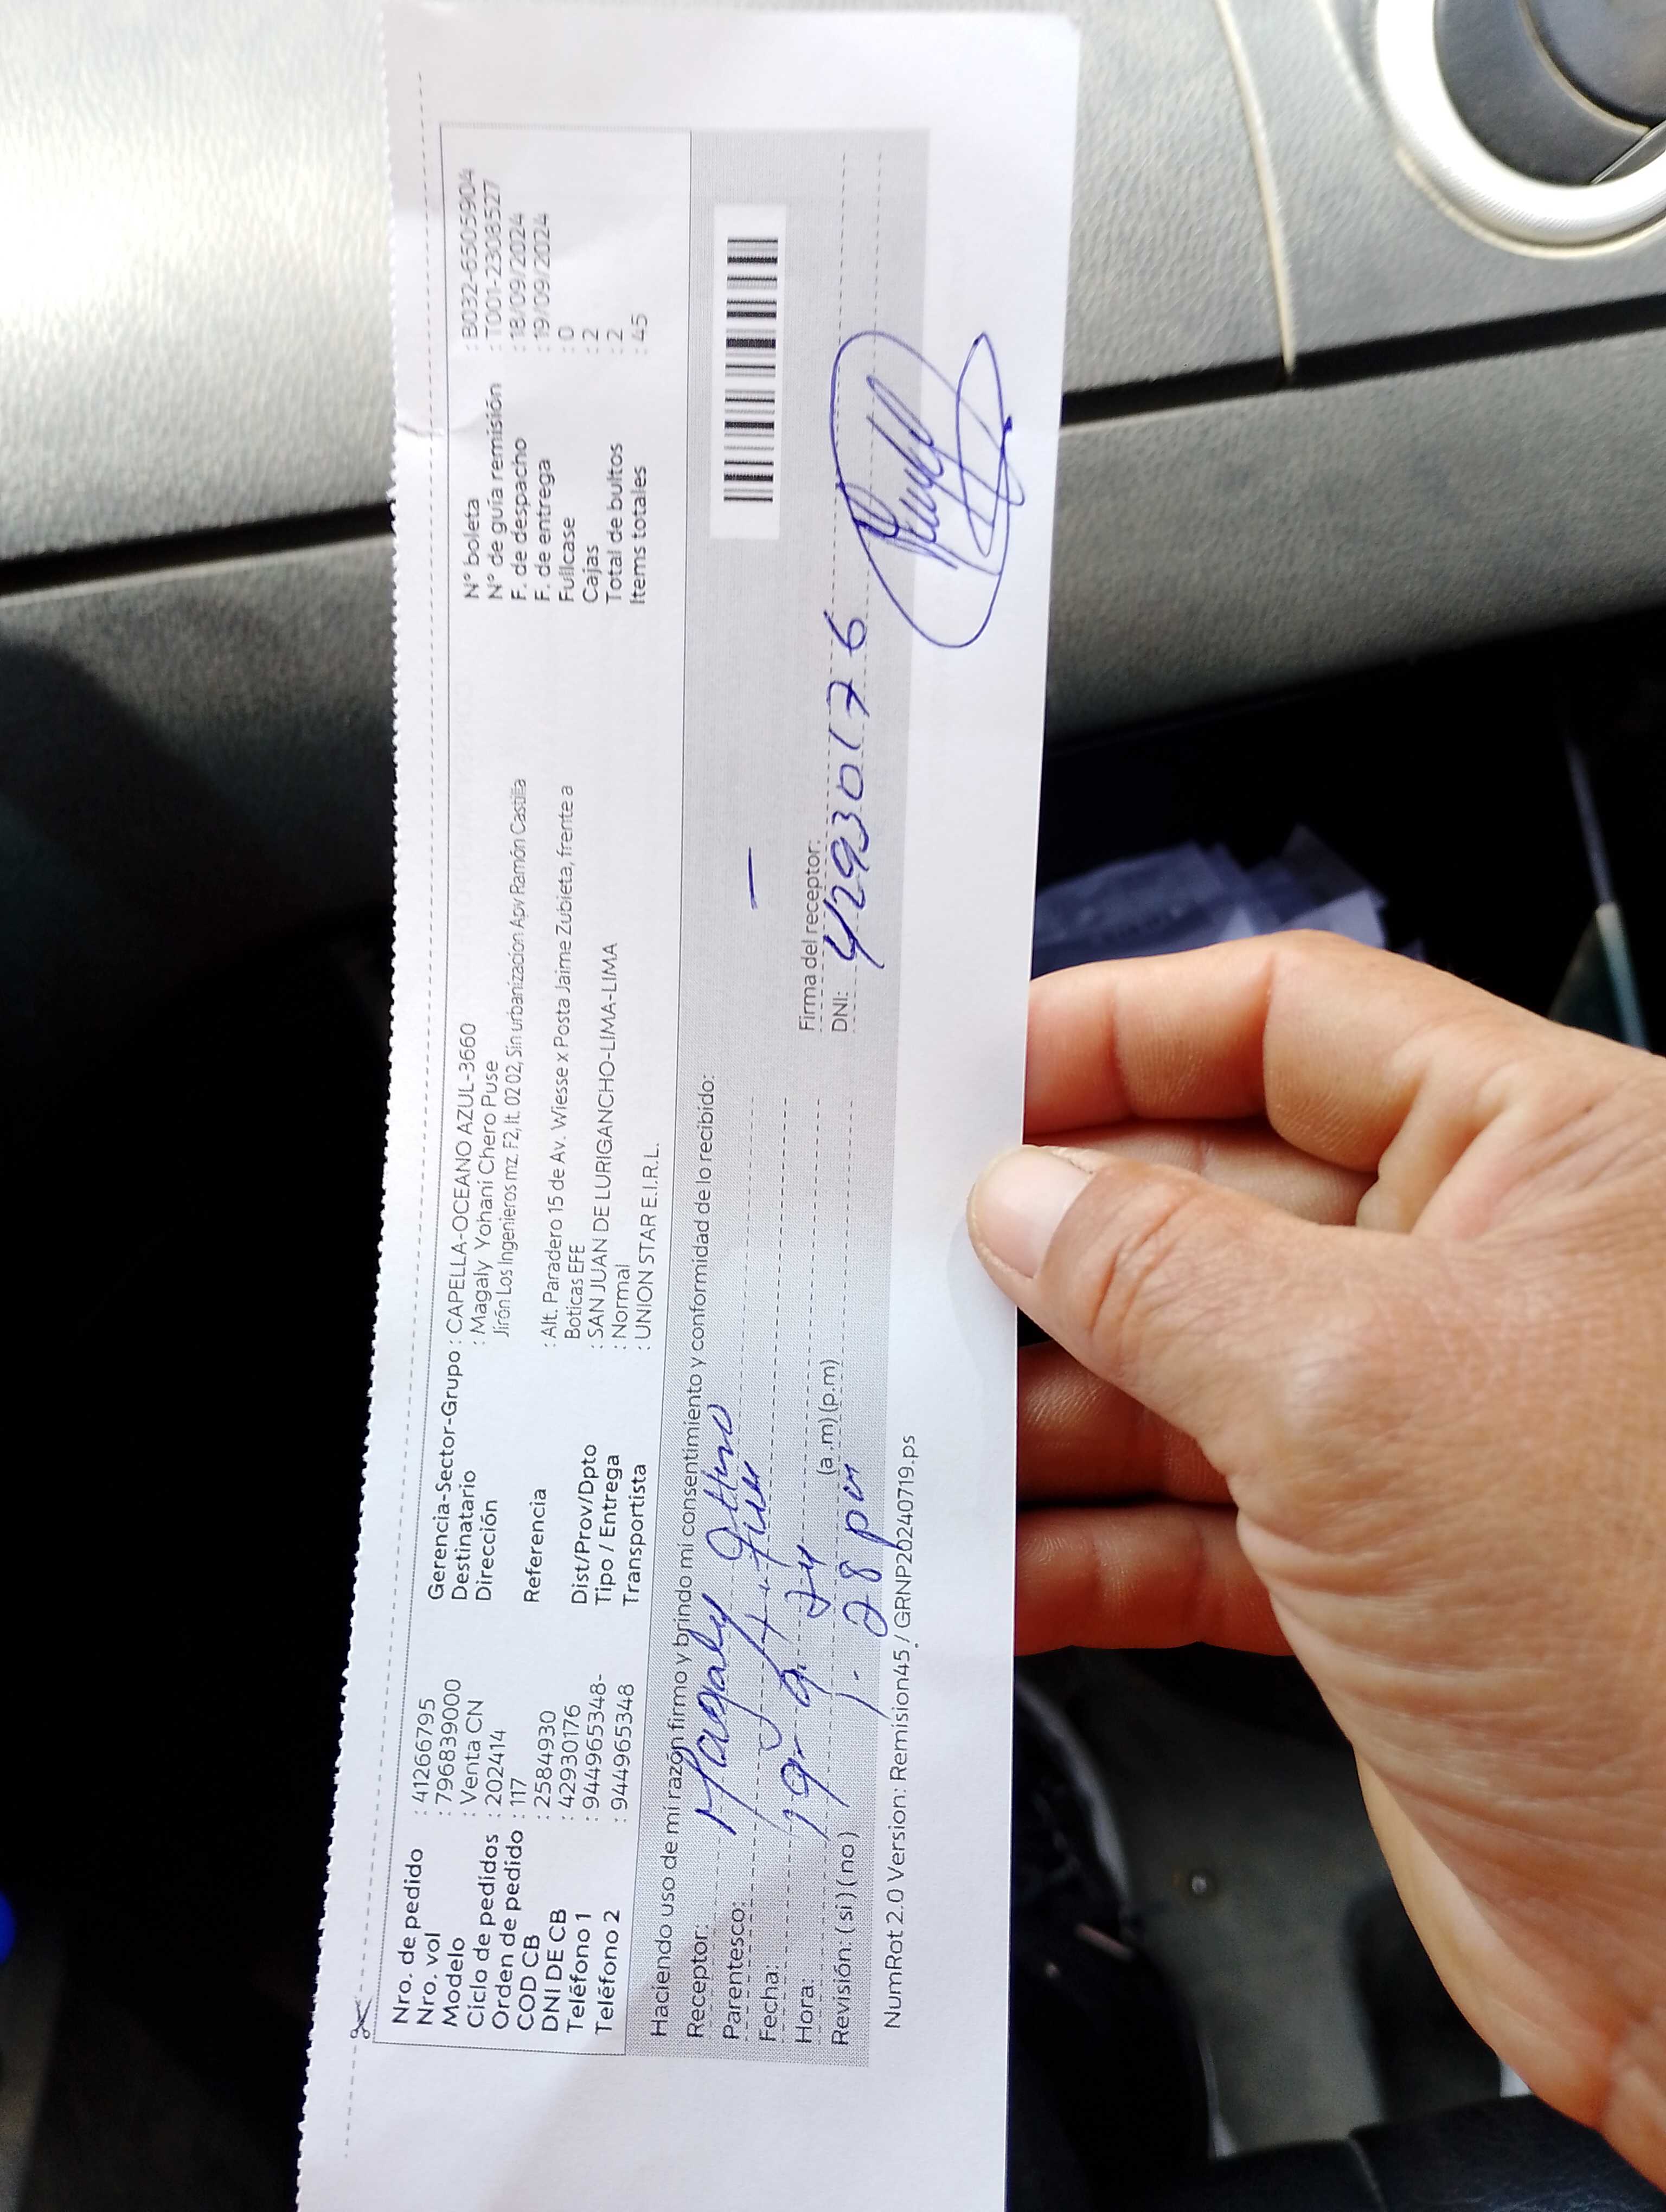 Nro. de pedido : 41266795
Nro. vol : 796839000
Modelo : Venta CN
Ciclo de pedidos : 202414
Orden de pedido : 117
COD CB : 2584930
DNI DE CB : 42930176
Teléfono 1 : 944965348-
Teléfono 2 : 944965348
Gerencia-Sector-Grupo : CAPELLA-OCEANO AZUL-3660
Destinatario : Magaly Yohani Chero Puse
Dirección Jirón Los Ingenieros mz. F2, lt. 02 02, Sin urbanizacion Apv Ramón Castilla
Referencia : Alt. Paradero 15 de Av. Wiesse x Posta Jaime Zubieta, frente a
Boticas EFE
Dist/Prov/Dpto : SAN JUAN DE LURIGANCHO-LIMA-LIMA
Tipo / Entrega : Normal
Transportista : UNION STAR E.I.R.L.
N° boleta : B032-6505904
N° de guía remisión : T001-2308527
F. de despacho : 18/09/2024
F. de entrega : 19/09/2024
Fullcase : 0
Cajas : 2
Total de bultos : 2
Items totales : 45
Haciendo uso de mi razón firmo y brindo mi consentimiento y conformidad de lo recibido:
Receptor: Magaly
Parentesco:
Fecha: 19-9-24
Hora: 1.28 pm (a.m) (p.m)
Revisión: (si) (no)
Firma del receptor:
DNI: 42930176
NumRot 2.0 Version: Remision45 / GRNP20240719.ps